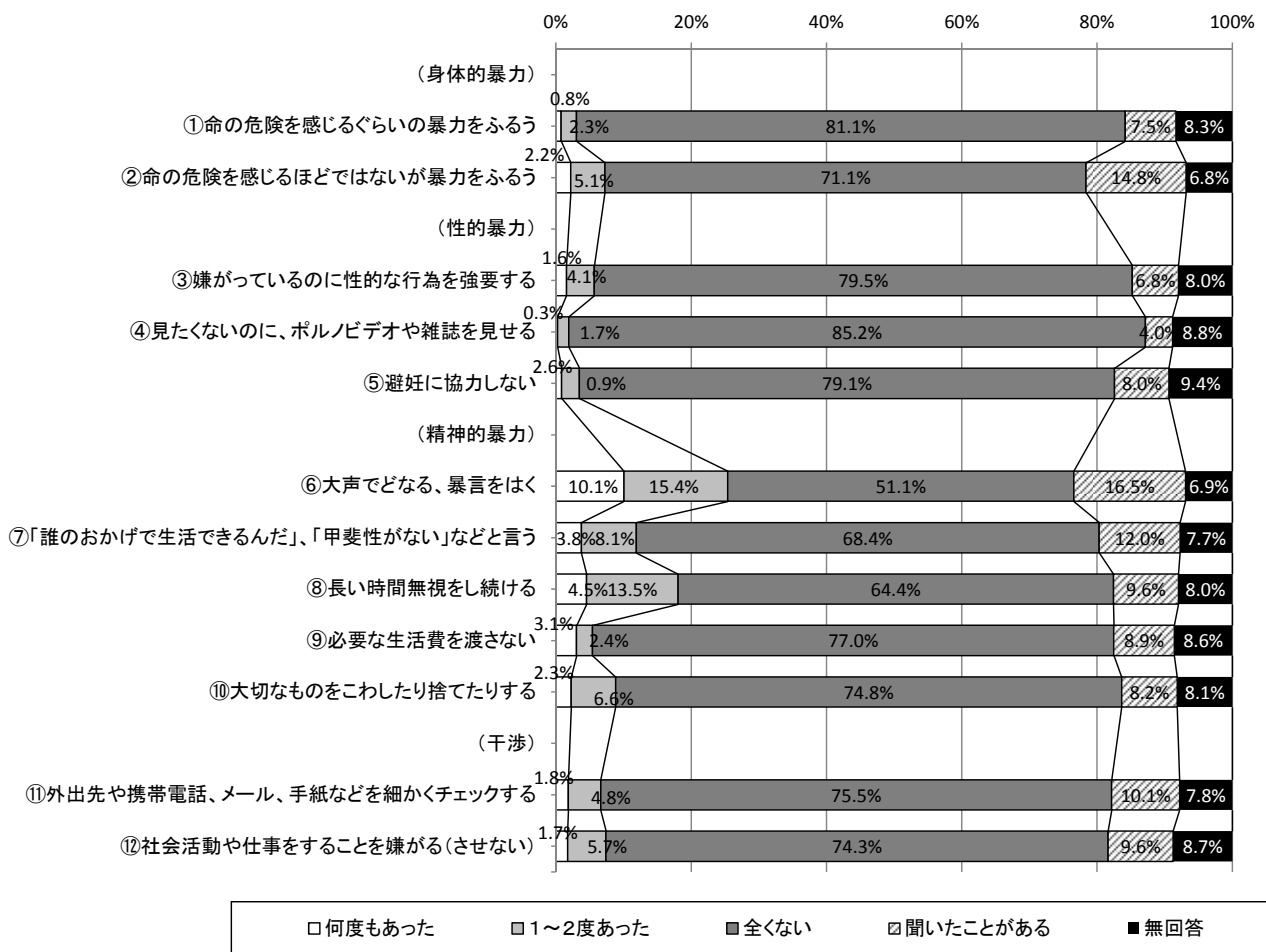 0% 20% 40% 60% 80% 100%
（身体的暴力）
0.8%
①命の危険を感じるぐらいの暴力をふるう 2.3% 81.1% 7.5% 8.3%
2.2%
②命の危険を感じるほどではないが暴力をふるう 5.1% 71.1% 14.8% 6.8%
（性的暴力）
1.6%
③嫌がっているのに性的な行為を強要する 4.1% 79.5% 6.8% 8.0%
0.3%
④見たくないのに、ポルノビデオや雑誌を見せる 1.7% 85.2% 4.0% 8.8%
2.6%
⑤避妊に協力しない 0.9% 79.1% 8.0% 9.4%
（精神的暴力）
⑥大声でどなる、暴言をはく 10.1% 15.4% 51.1% 16.5% 6.9%
⑦「誰のおかげで生活できるんだ」、「甲斐性がない」などと言う 3.8% 8.1% 68.4% 12.0% 7.7%
⑧長い時間無視をし続ける 4.5% 13.5% 64.4% 9.6% 8.0%
3.1%
⑨必要な生活費を渡さない 2.4% 77.0% 8.9% 8.6%
2.3%
⑩大切なものをこわしたり捨てたりする 6.6% 74.8% 8.2% 8.1%
（干渉）
1.8%
⑪外出先や携帯電話、メール、手紙などを細かくチェックする 4.8% 75.5% 10.1% 7.8%
1.7%
⑫社会活動や仕事をすることを嫌がる（させない） 5.7% 74.3% 9.6% 8.7%
何度もあった １～２度あった 全くない 聞いたことがある 無回答